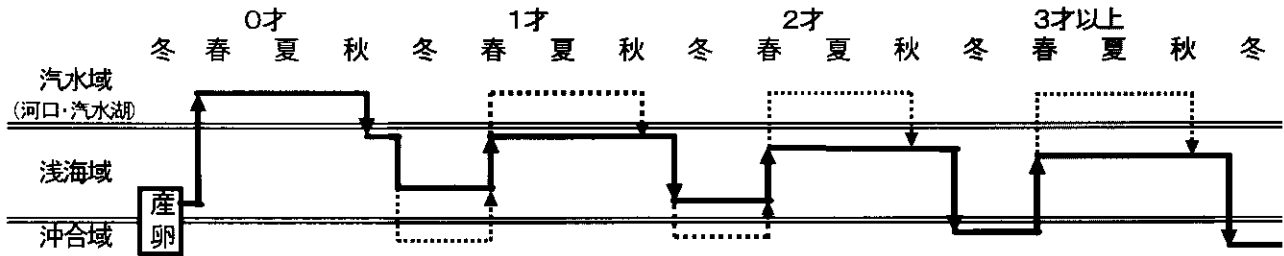 0才 1才 2才 3才以上
冬 春 夏 秋 冬 春 夏 秋 冬 春 夏 秋 冬 春 夏 秋 冬
汽水域
(河口・汽水湖)
浅海域
産卵
沖合域